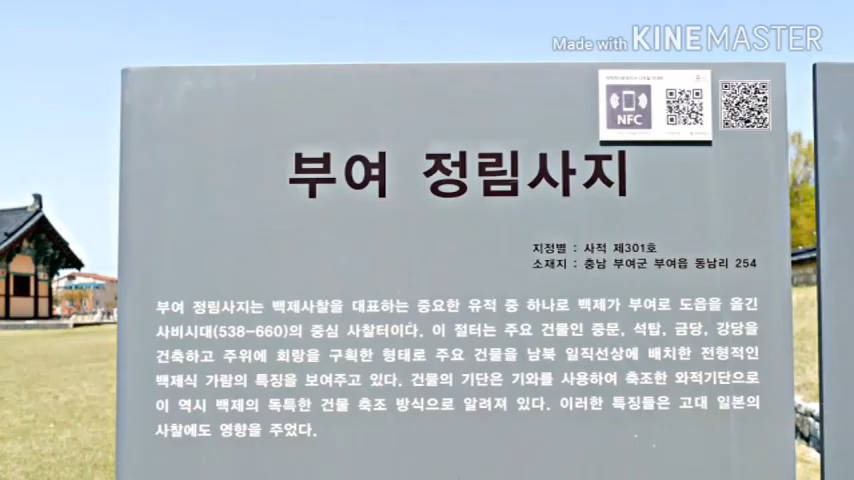 Made with KINEMASTER
NFC
부여 정림사지
지정별 : 사적 제301호
소재지 : 충남 부여군 부여읍 동남리 254
부여 정림사지는 백제사찰을 대표하는 중요한 유적 중 하나로 백제가 부여로 도읍을 옮긴
사비시대(538-660)의 중심 사찰터이다. 이 절터는 주요 건물인 중문, 석탑, 금당, 강당을
건축하고 주위에 회랑을 구획한 형태로 주요 건물을 남북 일직선상에 배치한 전형적인
백제식 가람의 특징을 보여주고 있다. 건물의 기단은 기와를 사용하여 축조한 와적기단으로
이 역시 백제의 독특한 건물 축조 방식으로 알려져 있다. 이러한 특징들은 고대 일본의
사찰에도 영향을 주었다.